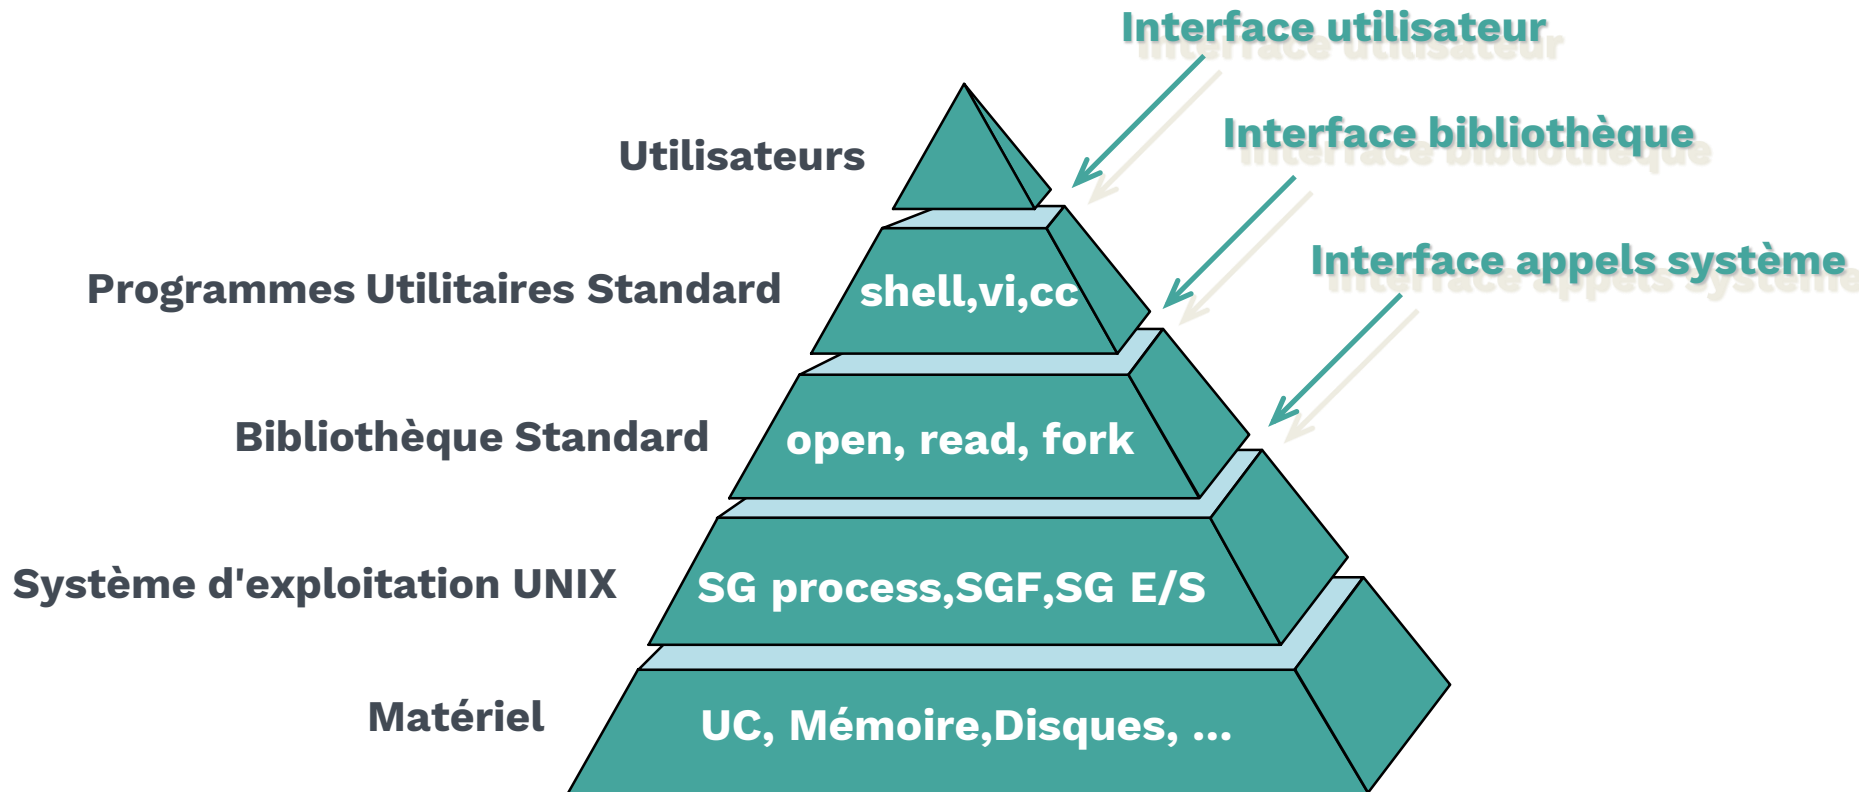 Interface utilisateur
Interface bibliothèque
Utilisateurs
Interface appels système
Programmes Utilitaires Standard
shell,vi,cc
Bibliothèque Standard
open, read, fork
Système d'exploitation UNIX
SG process,SGF,SG E/S
Matériel
UC, Mémoire,Disques, ...